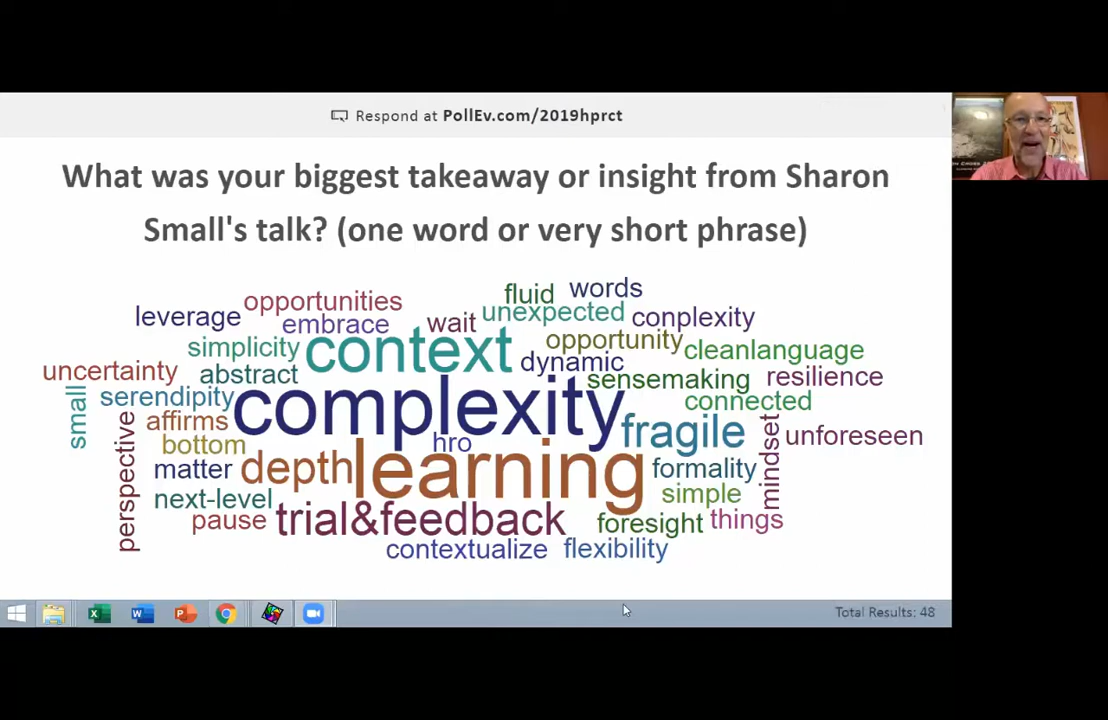 Respond at PollEv.com/2019hprct
What was your biggest takeaway or insight from Sharon
Small's talk? (one word or very short phrase)
fluid words
opportunities unexpected
leverage embrace wait conplexity
simplicity context opportunity cleanlanguage
uncertainty abstract dynamic sensemaking resilience
small serendipity complexity connected
affirms fragile unforeseen
perspective bottom hro mindset
matter depth learning formality
next-level simple
pause trial&feedback foresight things
contextualize flexibility
Total Results: 48